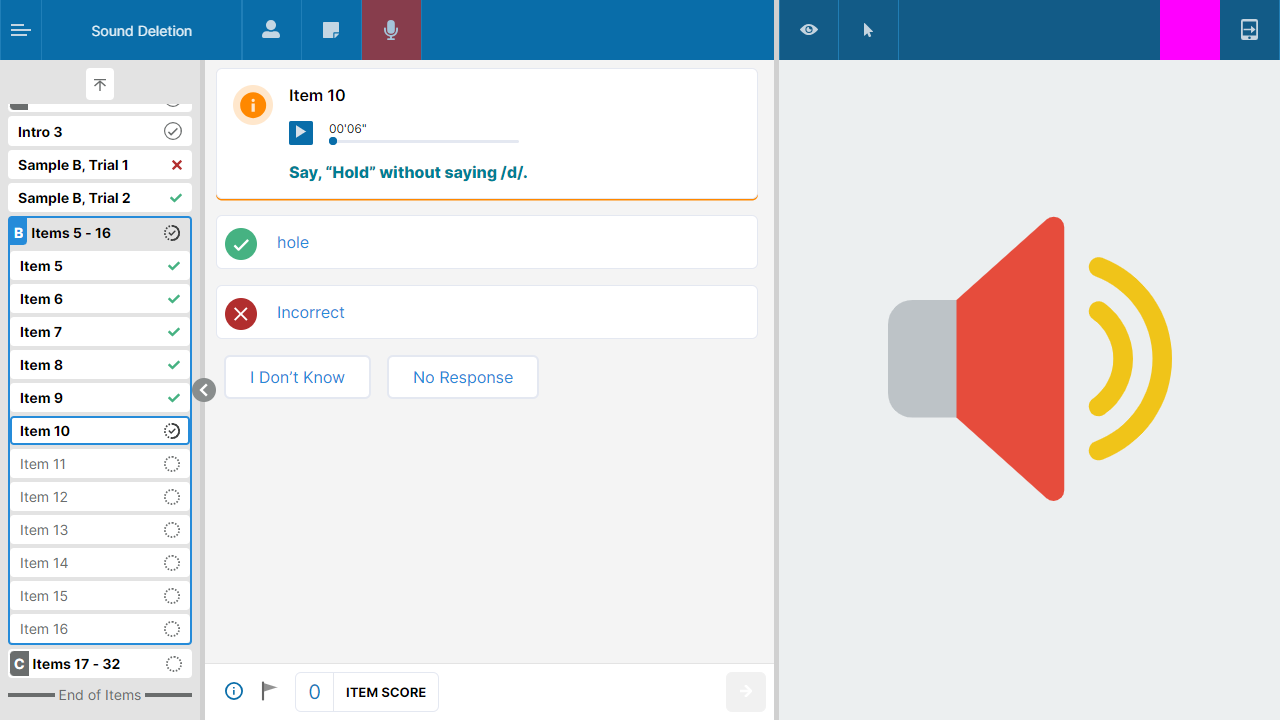 Sound Deletion
Intro 3
Sample B, Trial 1
Sample B, Trial 2
B Items 5 - 16
Item 5
Item 6
Item 7
Item 8
Item 9
Item 10
Item 11
Item 12
Item 13
Item 14
Item 15
Item 16
C Items 17 - 32
End of Items
Item 10
00'06"
Say, “Hold” without saying /d/.
hole
Incorrect
I Don’t Know
No Response
0 ITEM SCORE